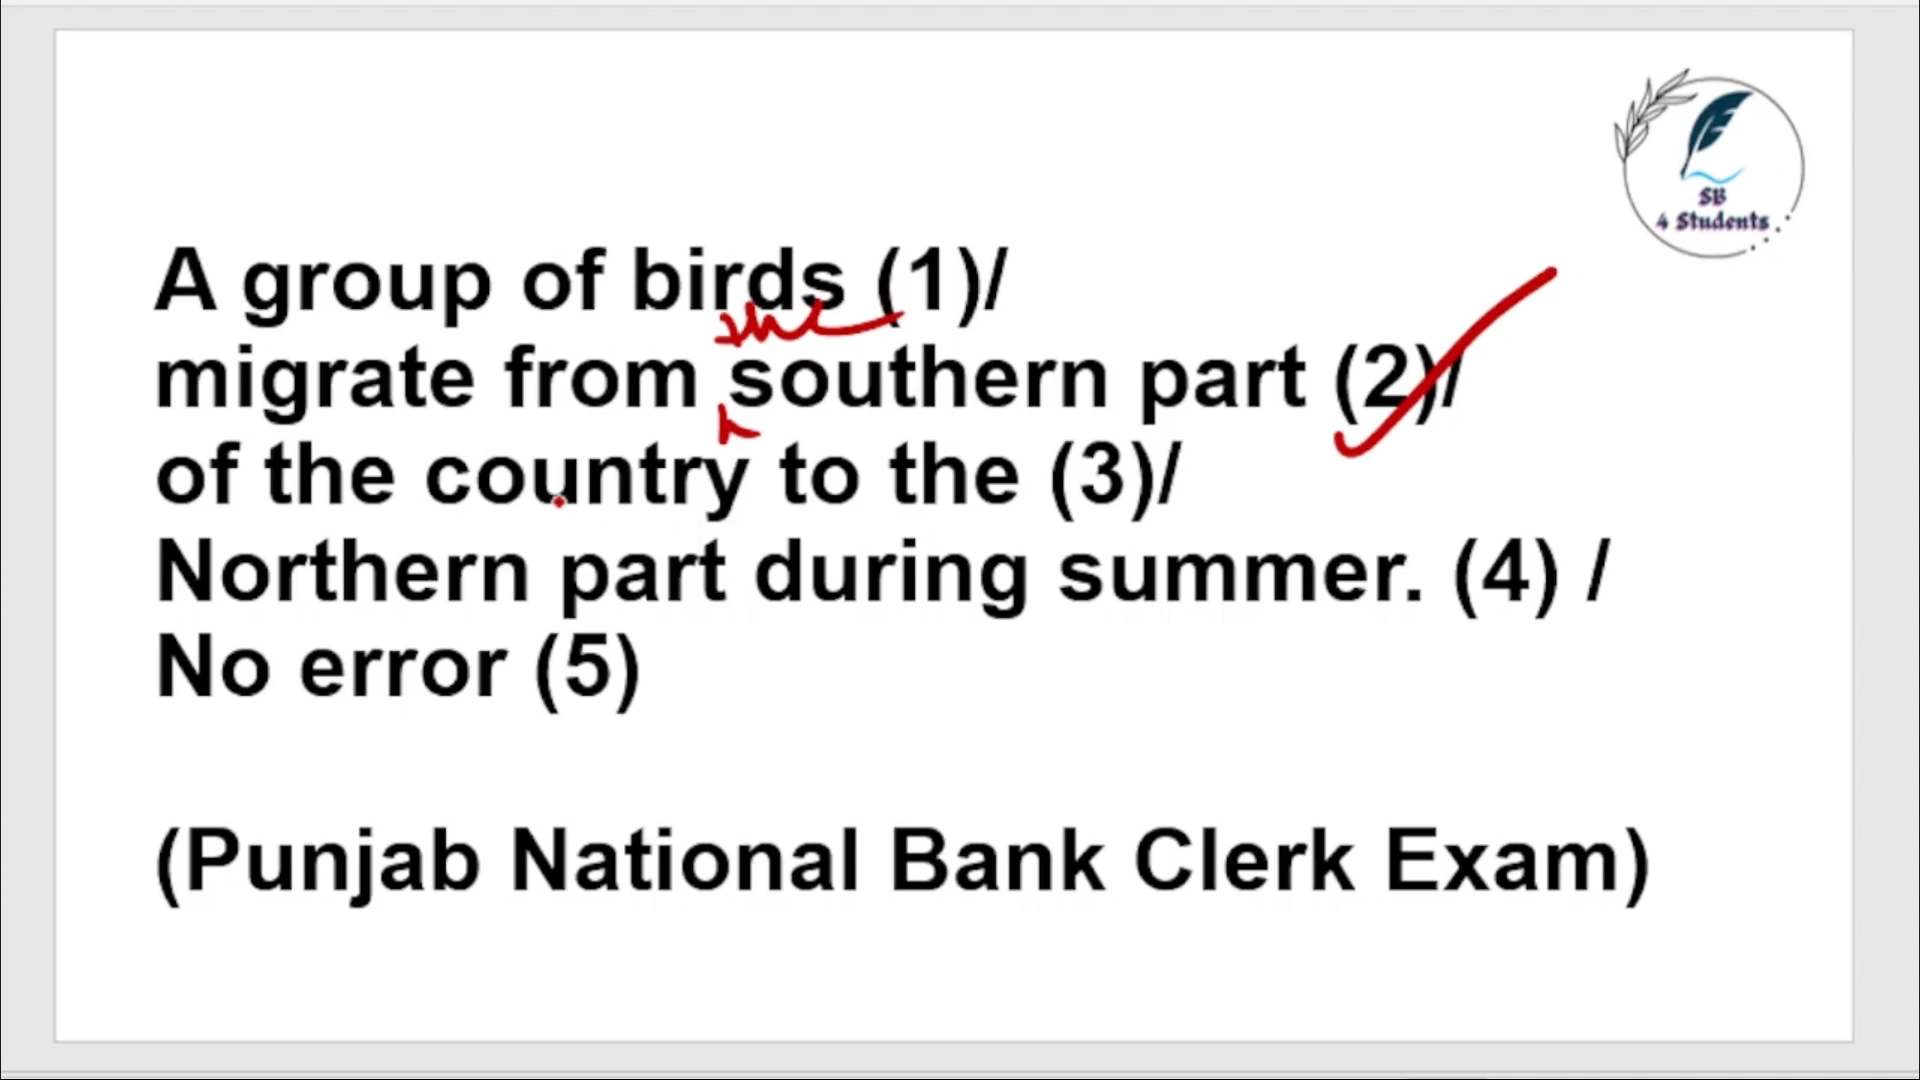 SB
4 Students
A group of birds (1)/
the
migrate from southern part (2)/
of the country to the (3)/
Northern part during summer. (4) /
No error (5)
(Punjab National Bank Clerk Exam)